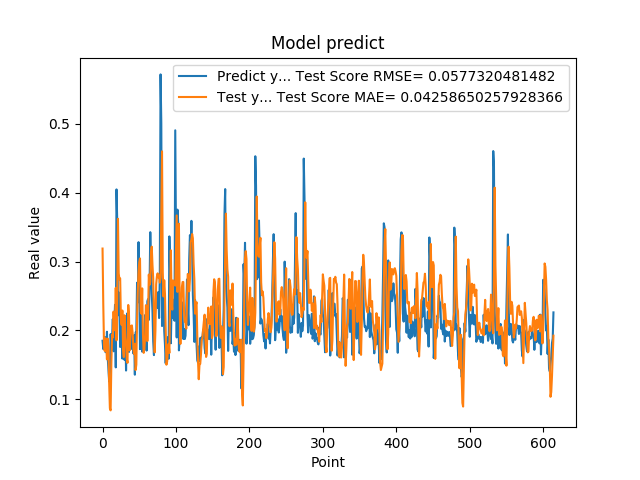 Model predict
Predict y... Test Score RMSE= 0.0577320481482
Test y... Test Score MAE= 0.04258650257928366
Real value
0.5
0.4
0.3
0.2
0.1
0 100 200 300 400 500 600
Point